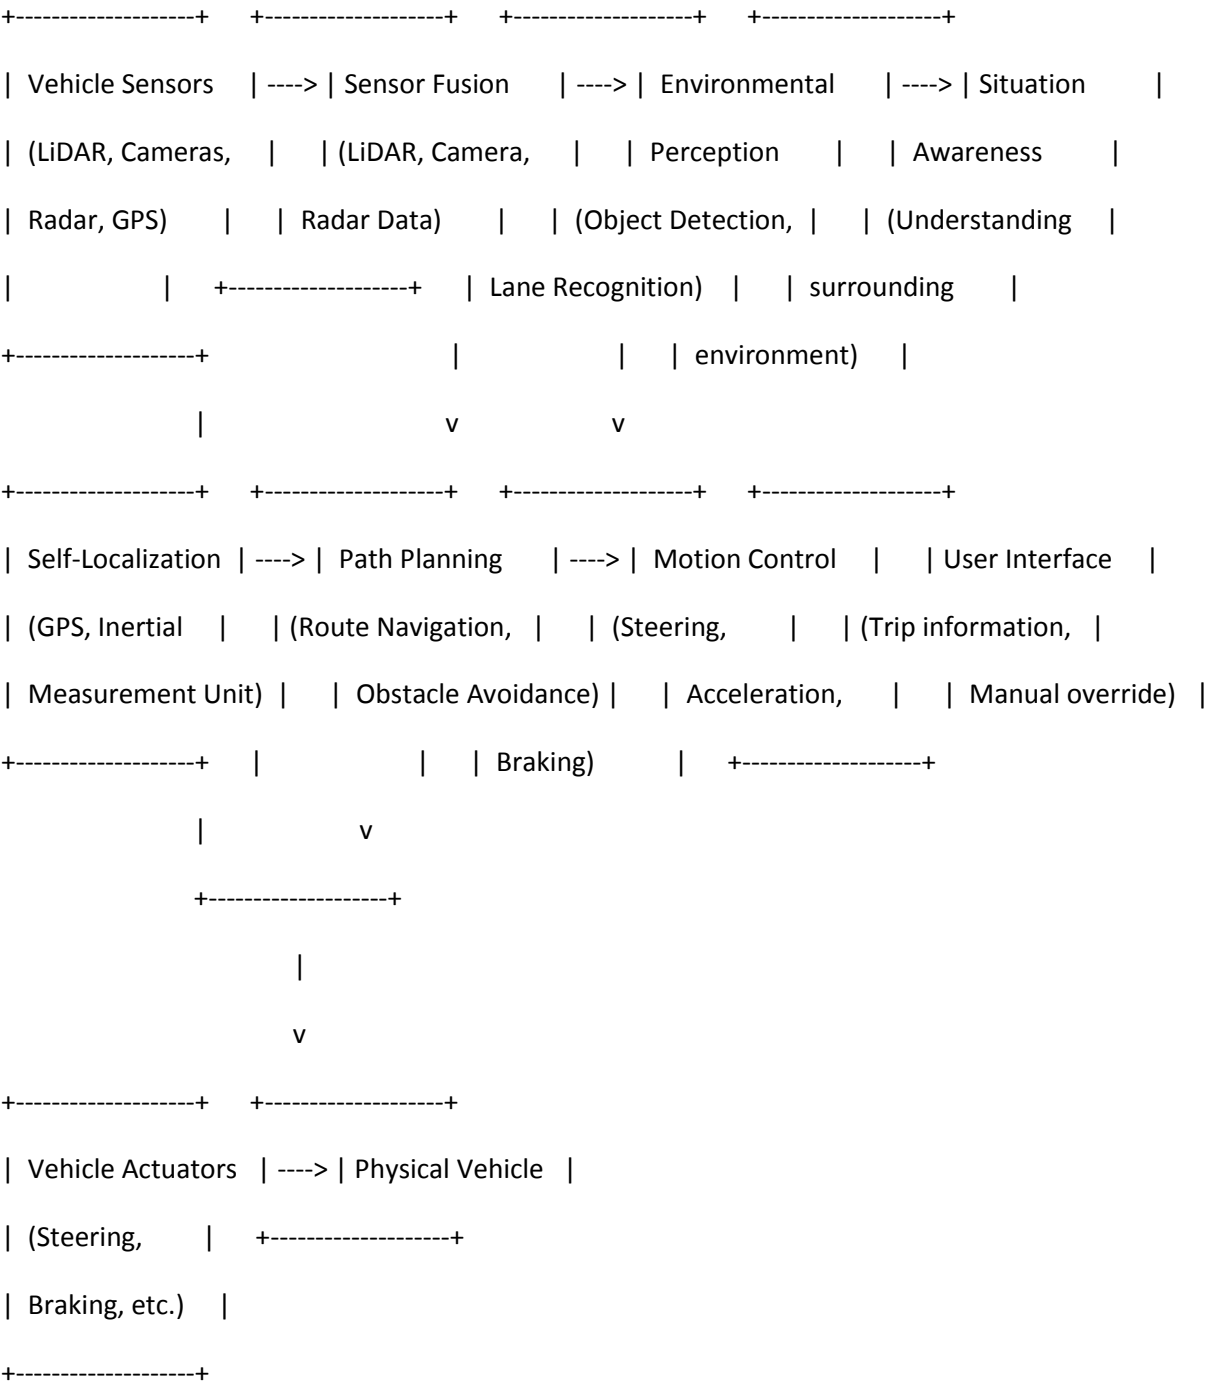 +--------------------+ +--------------------+ +--------------------+ +--------------------+
| Vehicle Sensors | ----> | Sensor Fusion | ----> | Environmental | ----> | Situation |
| (LiDAR, Cameras, | | (LiDAR, Camera, | | Perception | | Awareness |
| Radar, GPS) | | Radar Data) | | (Object Detection, | | (Understanding |
| | +--------------------+ | Lane Recognition) | | surrounding |
+--------------------+ | | | environment) |
| v v
+--------------------+ +--------------------+ +--------------------+ +--------------------+
| Self-Localization | ----> | Path Planning | ----> | Motion Control | | User Interface |
| (GPS, Inertial | | (Route Navigation, | | (Steering, | | (Trip information, |
| Measurement Unit) | | Obstacle Avoidance) | | Acceleration, | | Manual override) |
+--------------------+ | | | Braking) | +--------------------+
| v
+--------------------+
|
v
+--------------------+ +--------------------+
| Vehicle Actuators | ----> | Physical Vehicle |
| (Steering, | +--------------------+
| Braking, etc.) |
+--------------------+